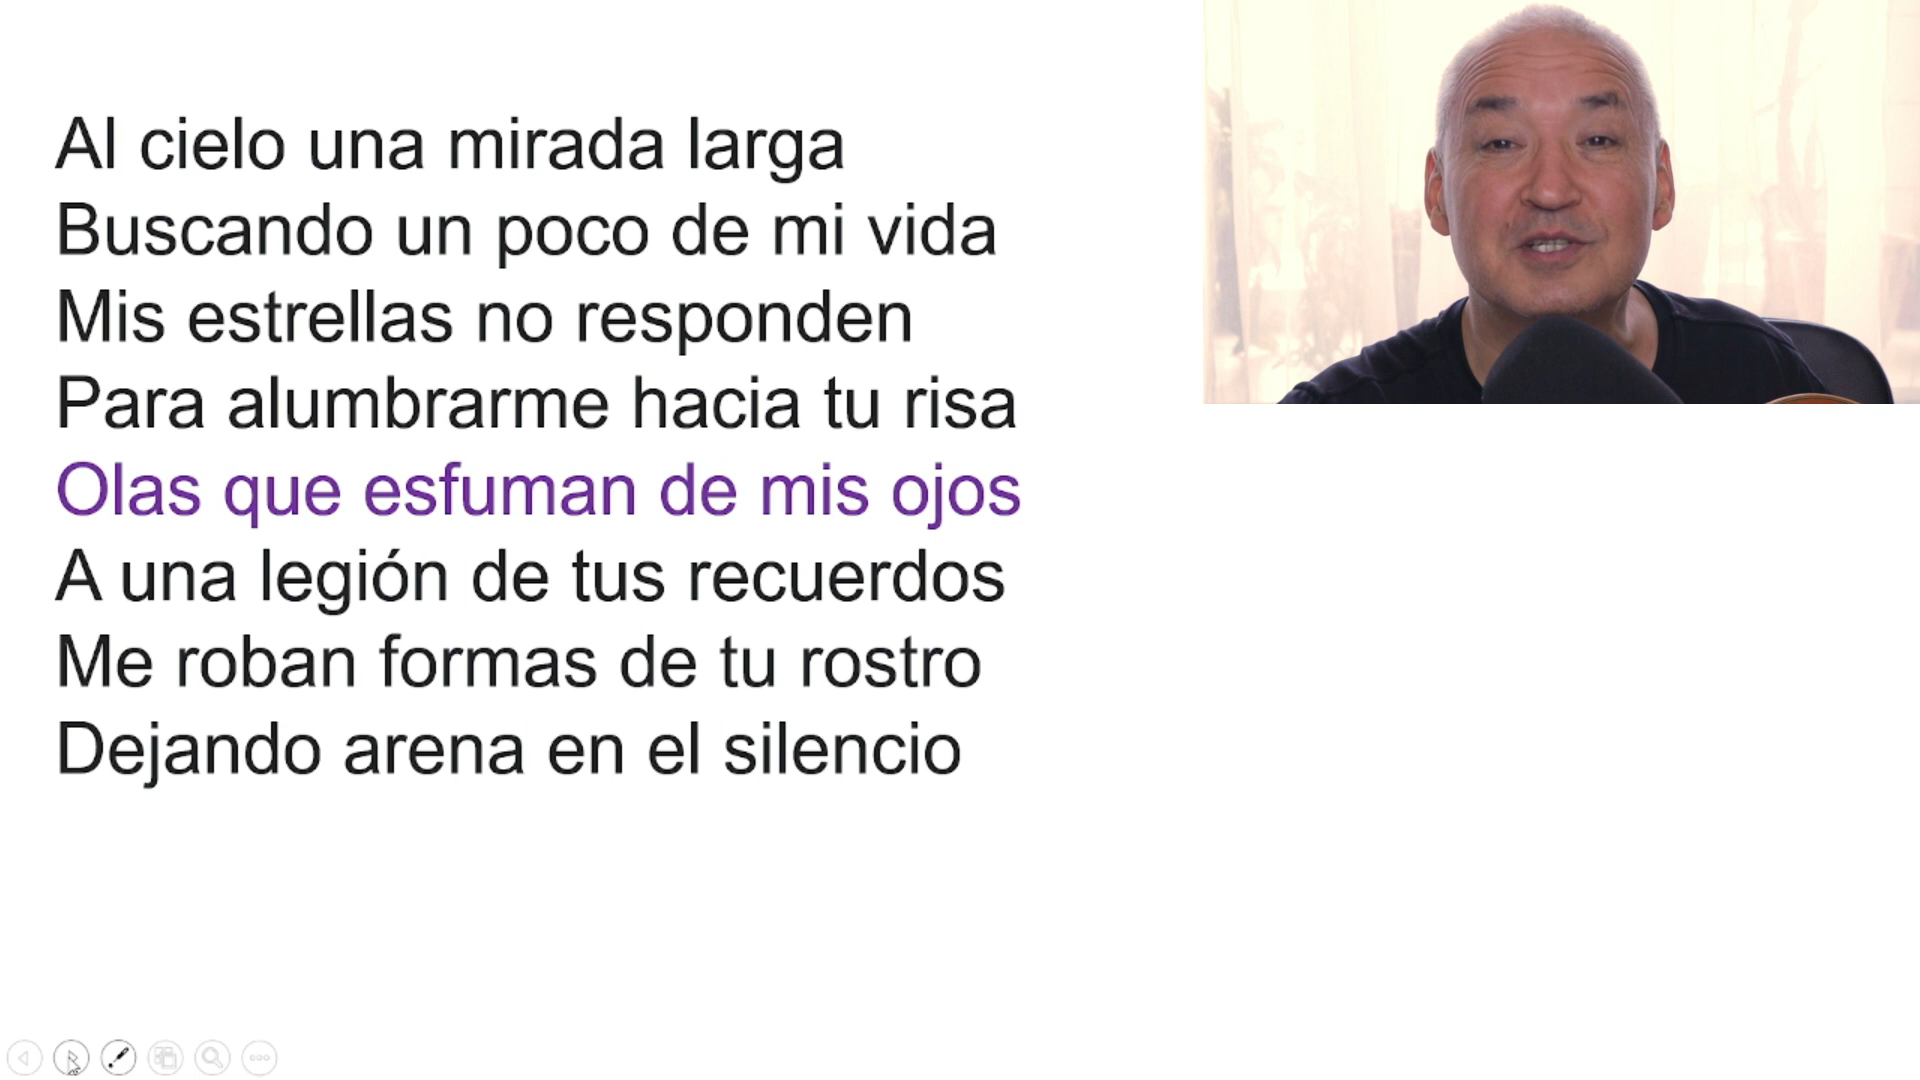 Al cielo una mirada larga
Buscando un poco de mi vida
Mis estrellas no responden
Para alumbrarme hacia tu risa
Olas que esfuman de mis ojos
A una legión de tus recuerdos
Me roban formas de tu rostro
Dejando arena en el silencio